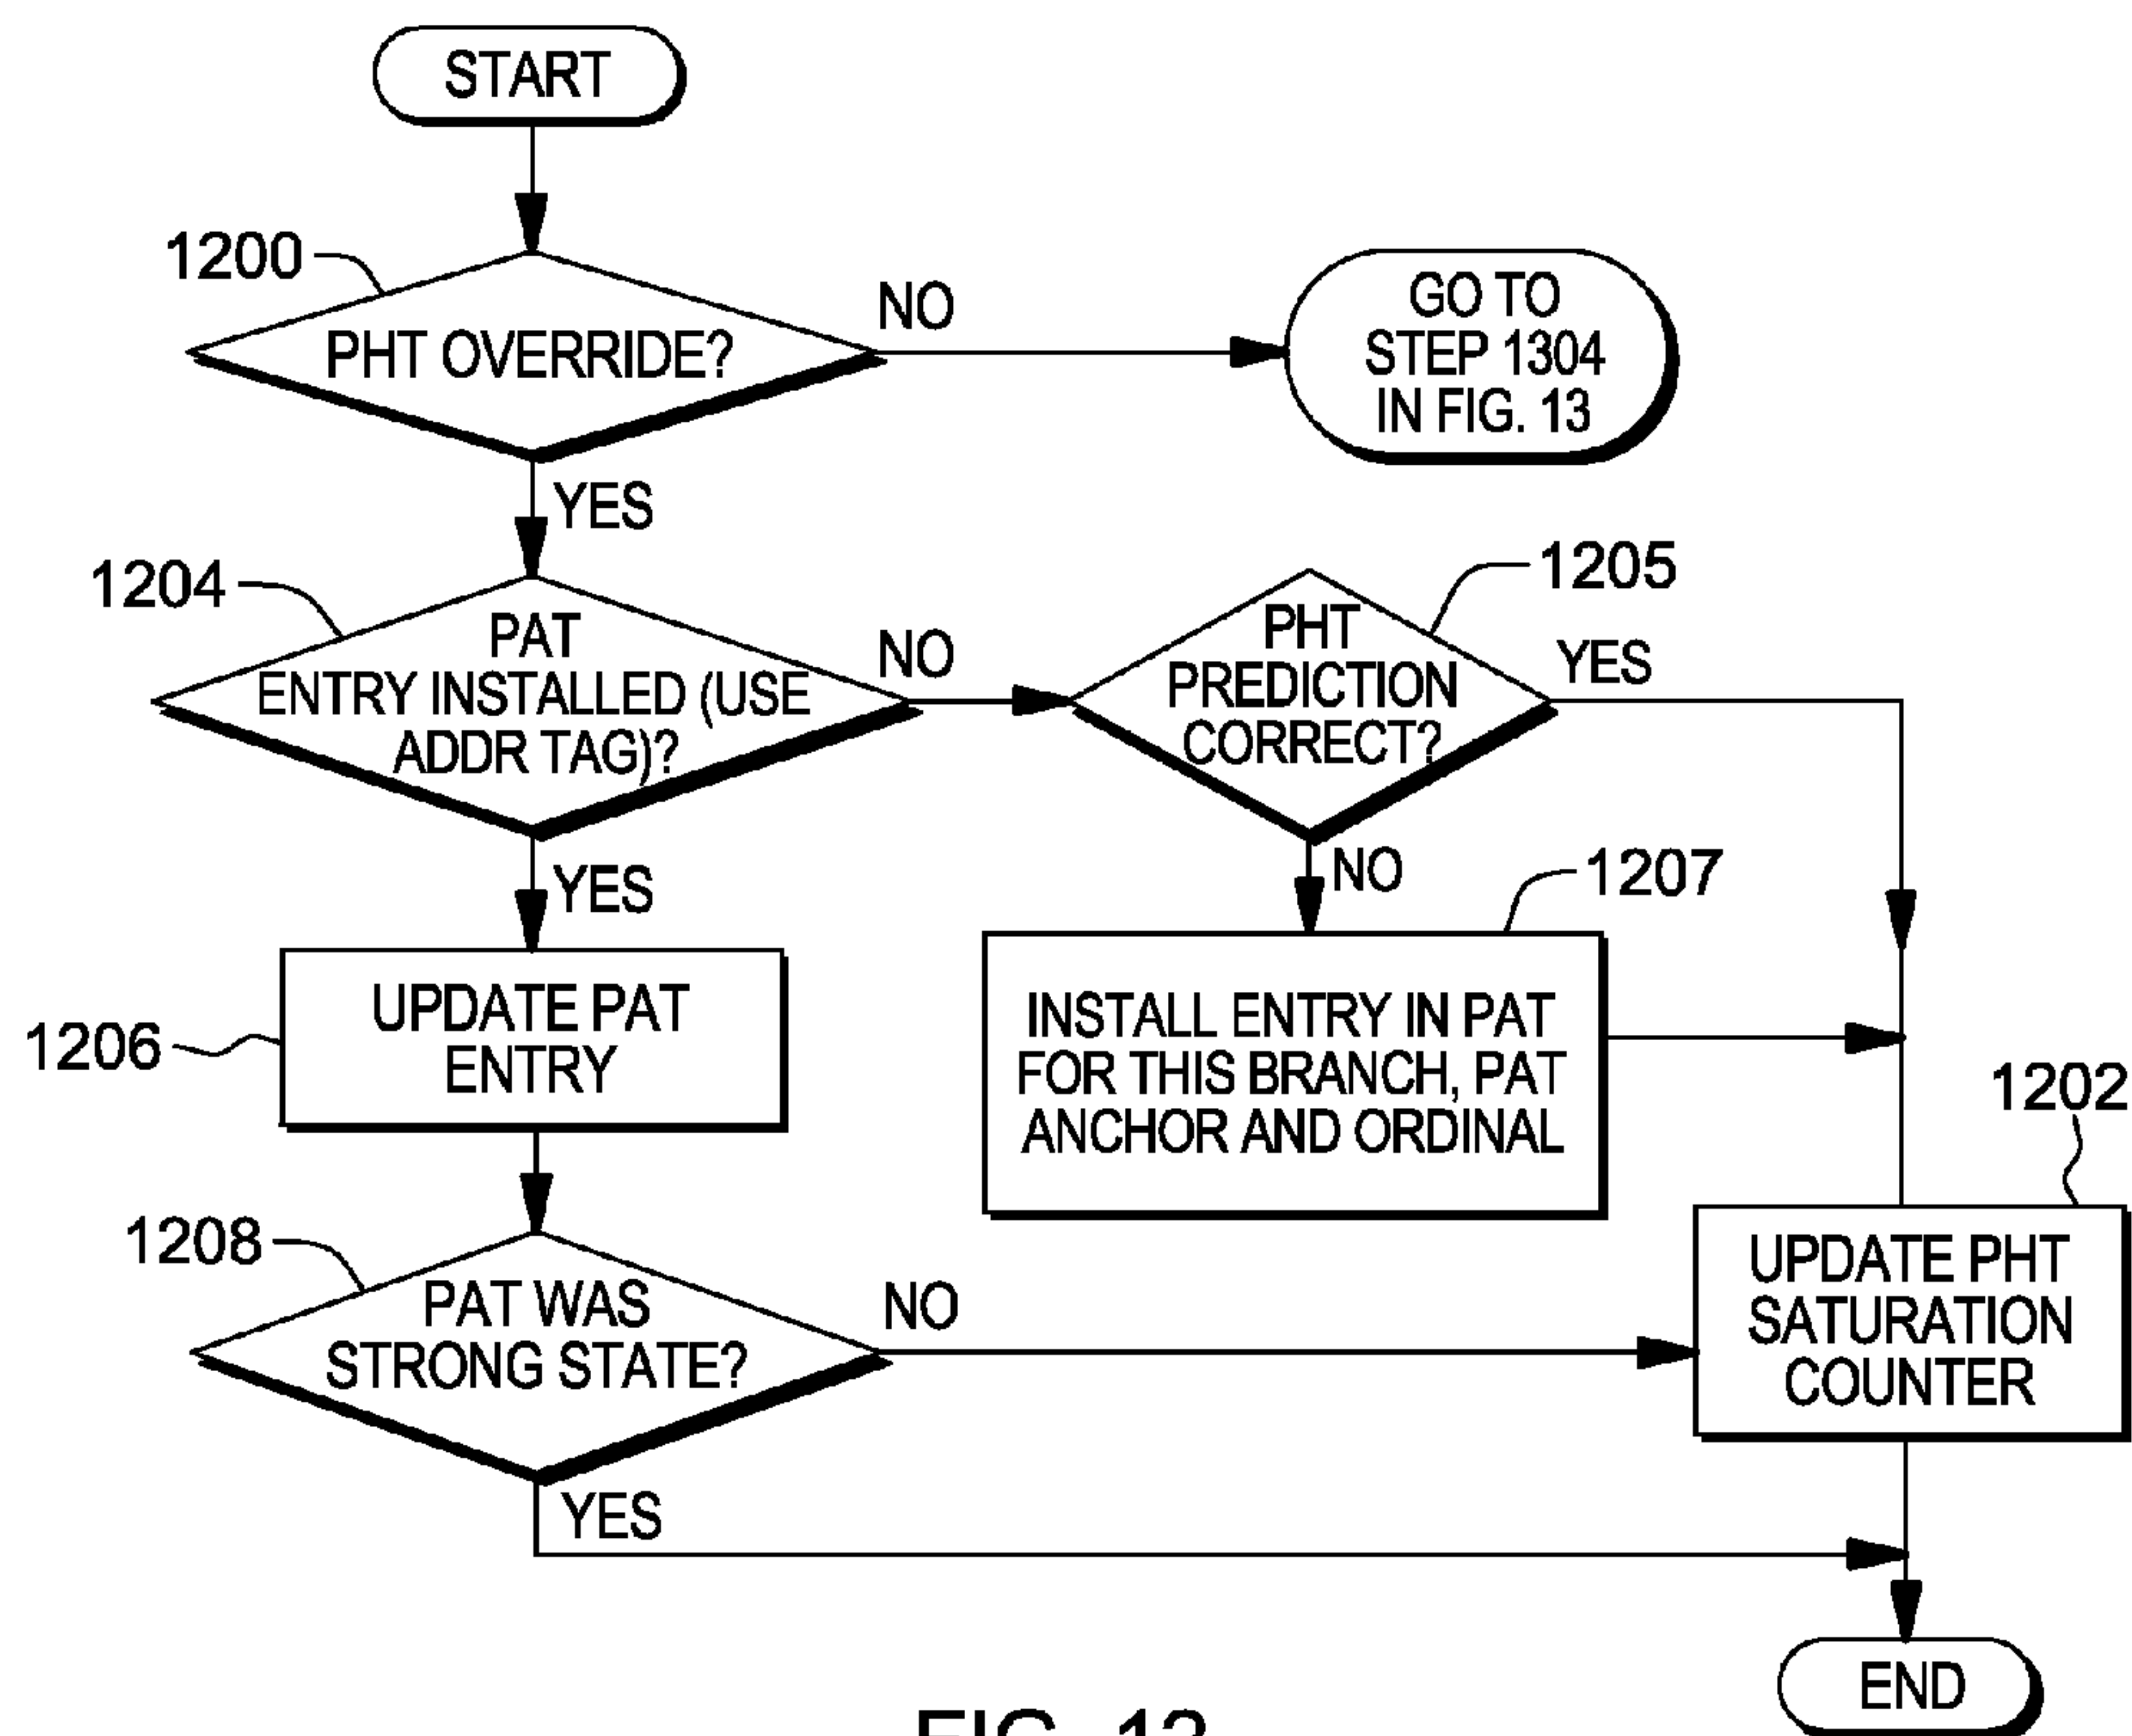 START
1200
PHT OVERRIDE?
NO
GO TO
STEP 1304
IN FIG. 13
YES
1204
PAT
ENTRY INSTALLED (USE
ADDR TAG)?
NO
1205
PHT
PREDICTION
CORRECT?
YES
YES
NO
1206
UPDATE PAT
ENTRY
1207
INSTALL ENTRY IN PAT
FOR THIS BRANCH, PAT
ANCHOR AND ORDINAL
1202
UPDATE PHT
SATURATION
COUNTER
1208
PAT WAS
STRONG STATE?
NO
YES
END
FIG. 12